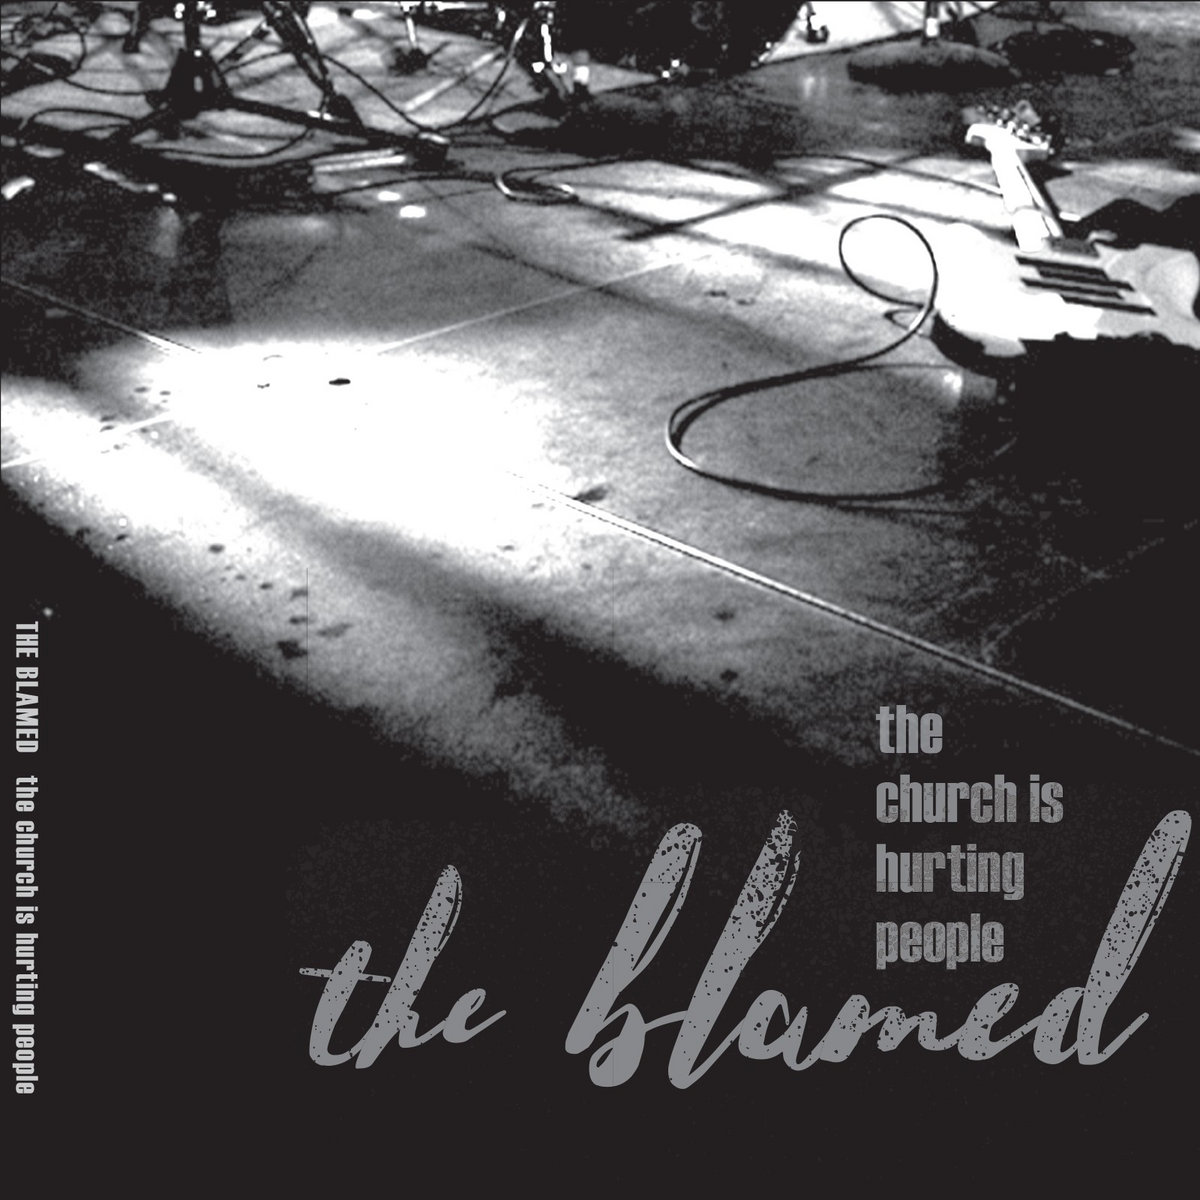 THE BLAMED the church is hurting people
the
church is
hurting
people
the blamed